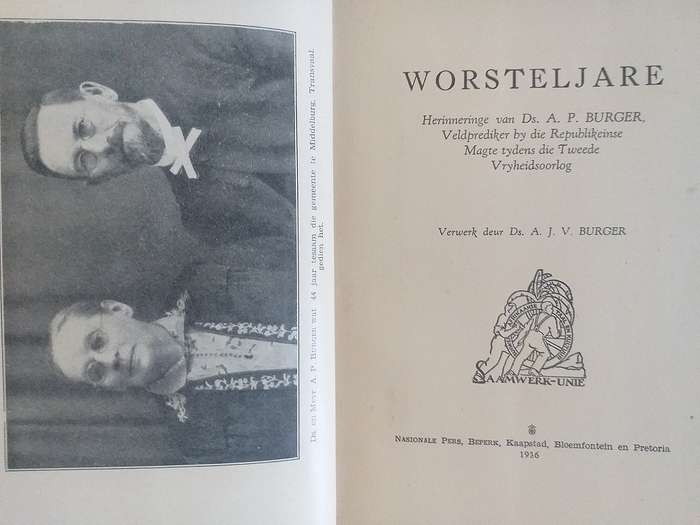 Ds. en Mevr. A. P. BURGER wat 44 jaar tesaam die gemeente te Middelburg, Transvaal,
gedien het.
WORSTELJARE
Herinneringe van Ds. A. P. BURGER,
Veldprediker by die Republikeinse
Magte tydens die Tweede
Vryheidsoorlog
Verwerk deur Ds. A. J. V. BURGER
SAAMWERK-UNIE
NASIONALE PERS, BEPERK, Kaapstad, Bloemfontein en Pretoria
1936